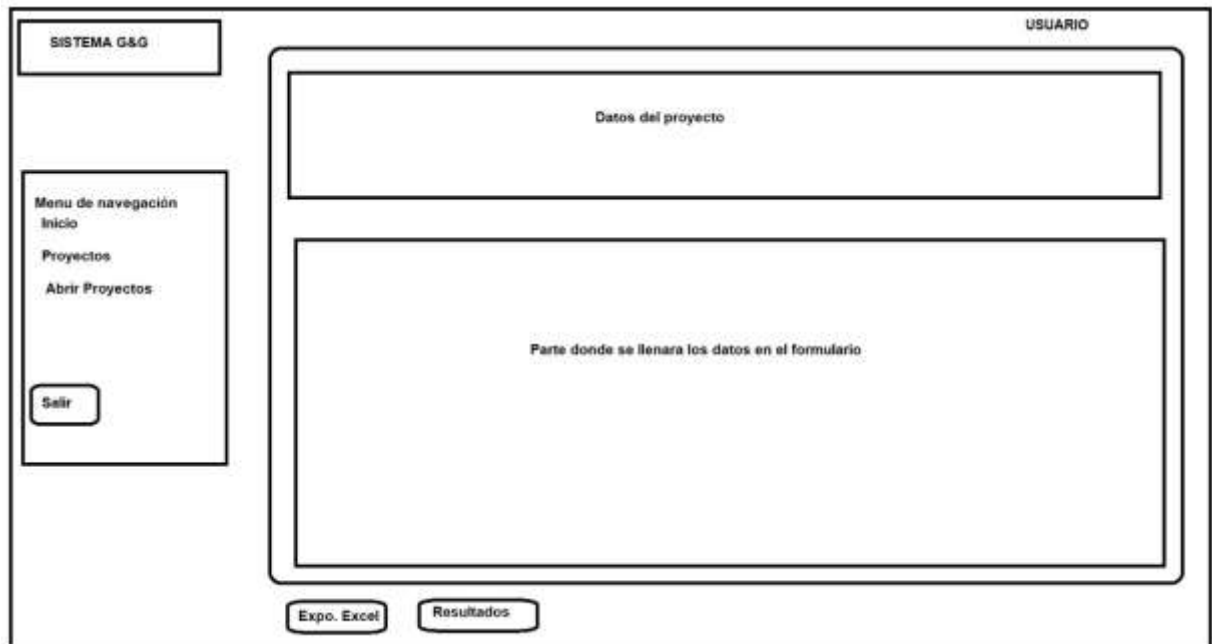 SISTEMA G&G
USUARIO
Datos del proyecto
Menu de navegación
Inicio
Proyectos
Abrir Proyectos
Salir
Parte donde se llenara los datos en el formulario
Expo. Excel
Resultados